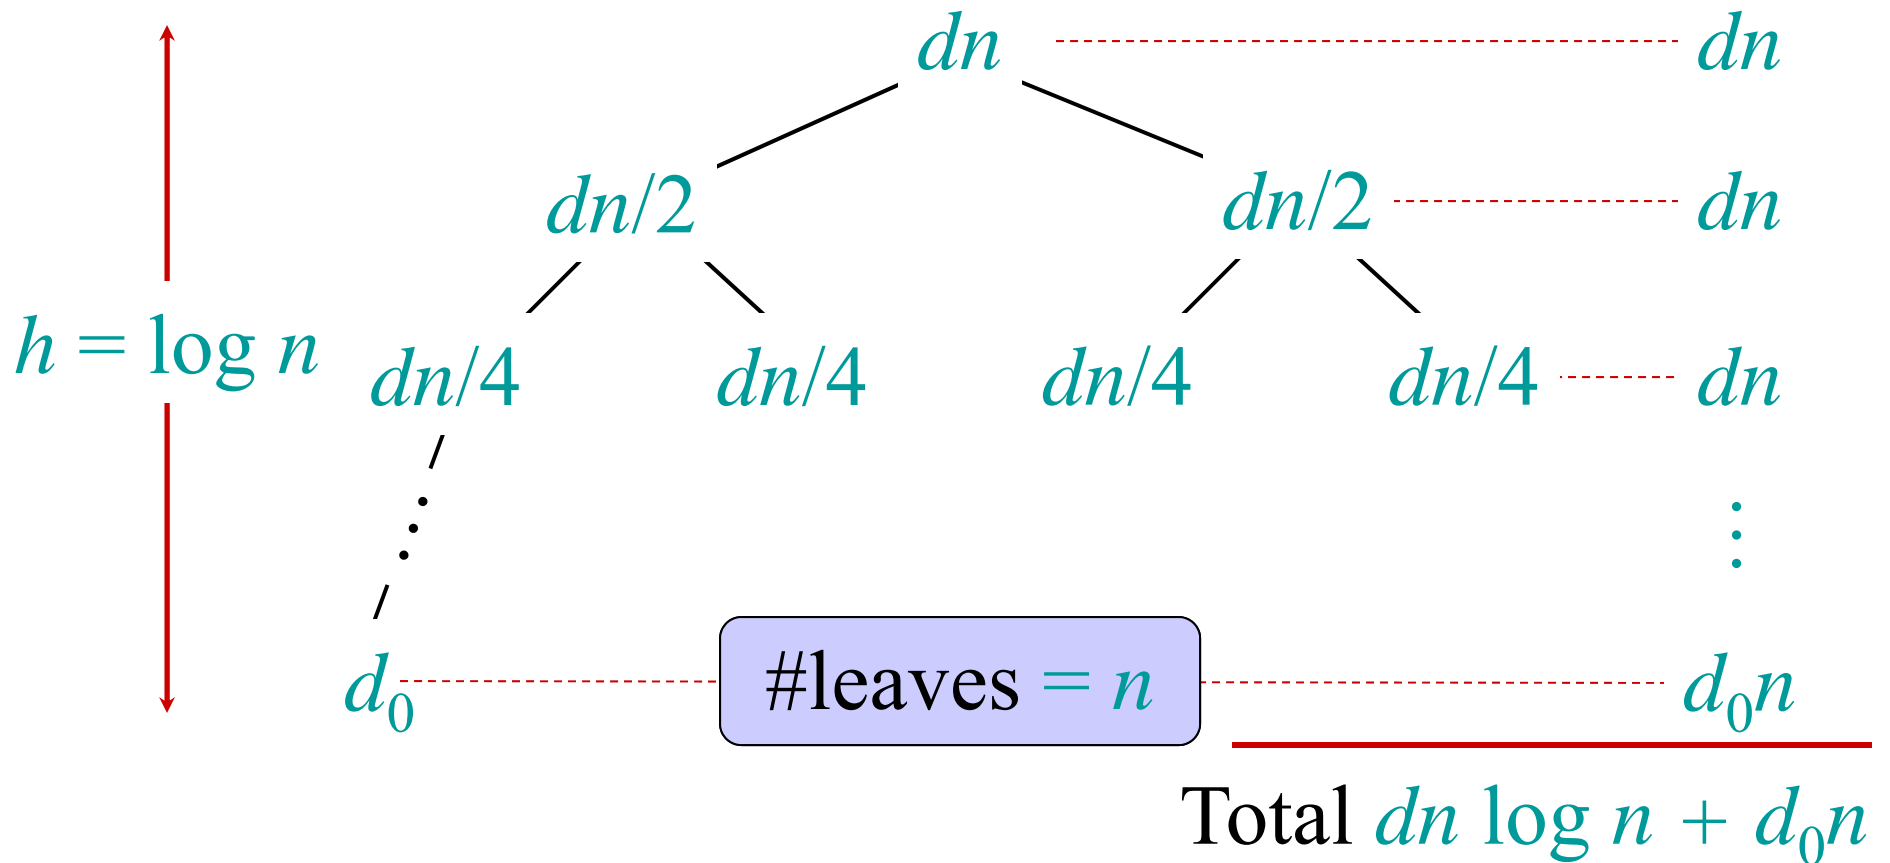 dn dn
dn/2 dn/2 dn
h = log n
dn/4 dn/4 dn/4 dn/4 dn
d₀ #leaves = n d₀n
Total dn log n + d₀n